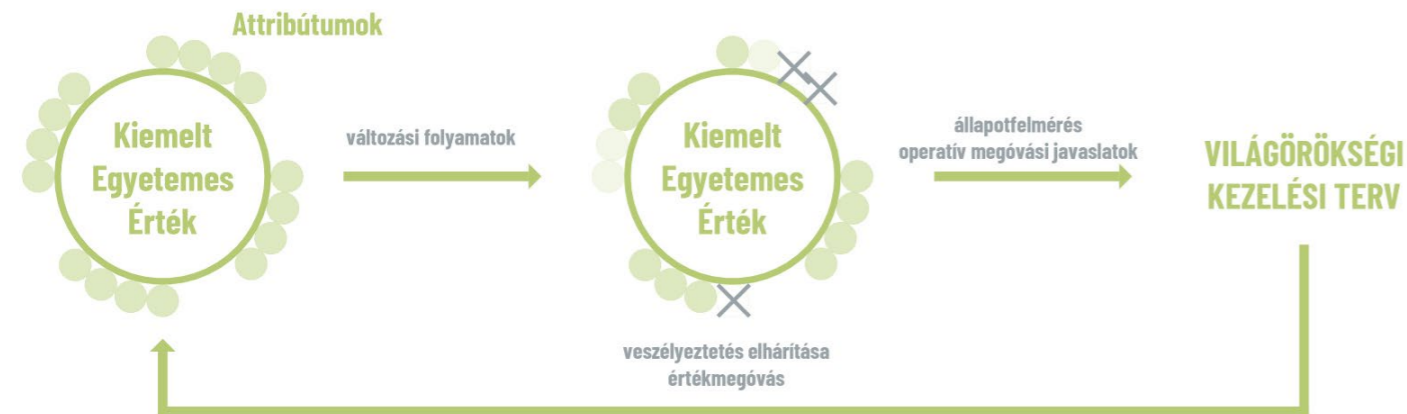 Attribútumok
Kiemelt
Egyetemes
Érték
változási folyamatok
Kiemelt
Egyetemes
Érték
állapotfelmérés
operatív megóvási javaslatok
VILÁGÖRÖKSÉGI
KEZELÉSI TERV
veszélyeztetés elhárítása
értékmegóvás